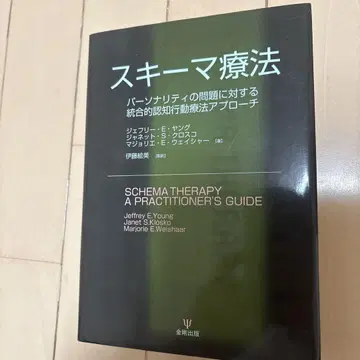 スキーマ療法
パーソナリティの問題に対する
統合的認知行動療法アプローチ
ジェフリー・E・ヤング
ジャネット・S・クロスコ
マジョリエ・E・ウェイシャー [著]
伊藤絵美 [監訳]
SCHEMA THERAPY
A PRACTITIONER'S GUIDE
Jeffrey E.Young
Janet S.Klosko
Marjorie E.Weishaar
Ψ
金剛出版